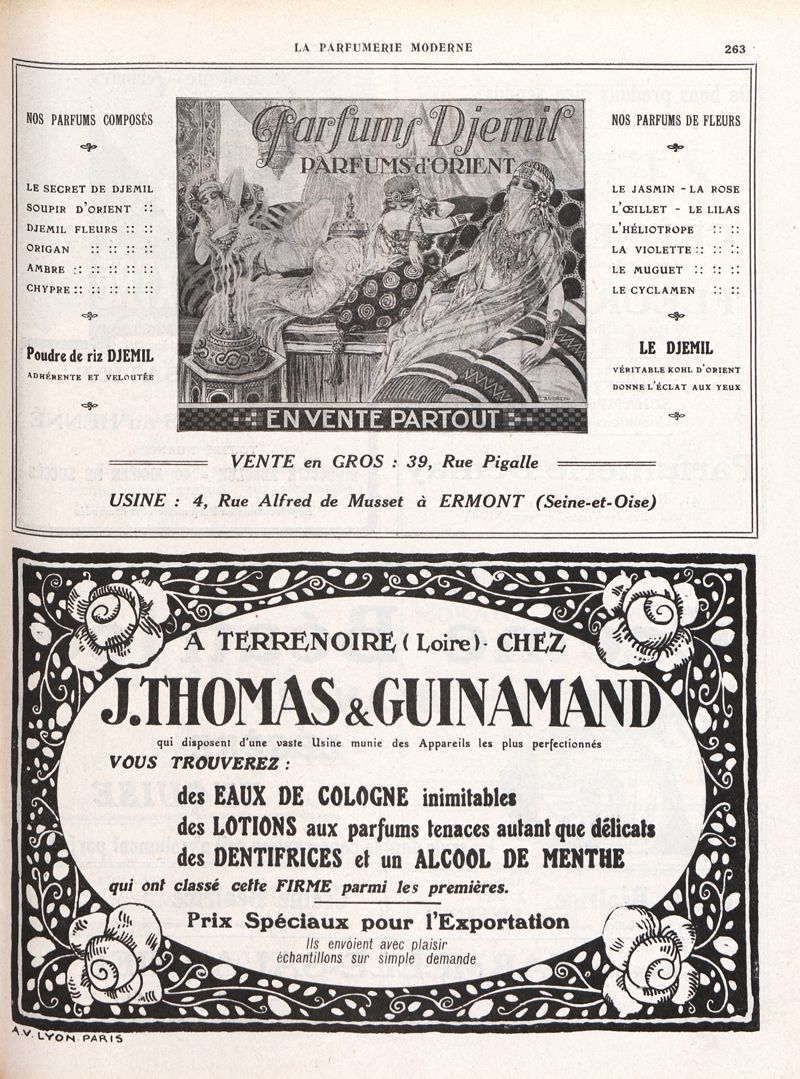 LA PARFUMERIE MODERNE
263
NOS PARFUMS COMPOSÉS
LE SECRET DE DJEMIL
SOUPIR D'ORIENT ::
DJEMIL FLEURS :: ::
ORIGAN :: :: :: ::
AMBRE :: :: :: :: ::
CHYPRE :: :: :: :: ::
Poudre de riz DJEMIL
ADHÉRENTE ET VELOUTÉE
Parfums Djemil
PARFUMS d'ORIENT
EN VENTE PARTOUT
NOS PARFUMS DE FLEURS
LE JASMIN - LA ROSE
L'ŒILLET - LE LILAS
L'HÉLIOTROPE :: ::
LA VIOLETTE :: :: ::
LE MUGUET :: :: ::
LE CYCLAMEN :: ::
LE DJEMIL
VÉRITABLE KOHL D'ORIENT
DONNE L'ÉCLAT AUX YEUX
VENTE en GROS : 39, Rue Pigalle
USINE : 4, Rue Alfred de Musset à ERMONT (Seine-et-Oise)
A TERRENOIRE (Loire) - CHEZ
J. THOMAS & GUINAMAND
qui disposent d'une vaste Usine munie des Appareils les plus perfectionnés
VOUS TROUVEREZ :
des EAUX DE COLOGNE inimitables
des LOTIONS aux parfums tenaces autant que délicats
des DENTIFRICES et un ALCOOL DE MENTHE
qui ont classé cette FIRME parmi les premières.
Prix Spéciaux pour l'Exportation
Ils envoient avec plaisir
échantillons sur simple demande
A.V. LYON-PARIS